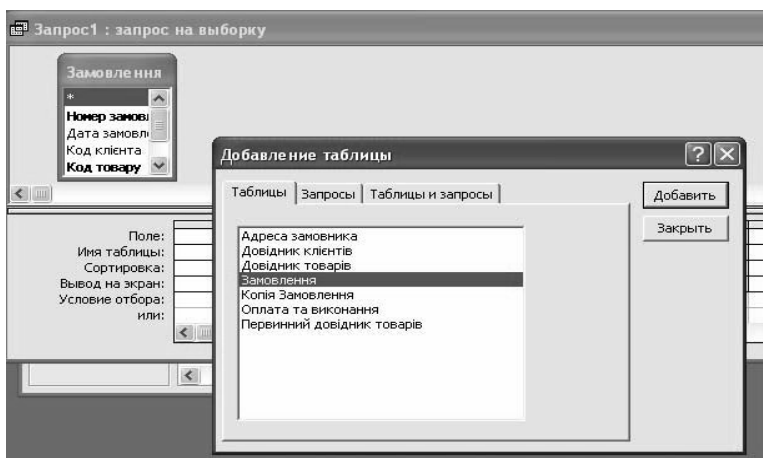 Запрос1 : запрос на выборку
Замовлення
*
Номер замовл
Дата замовл
Код клієнта
Код товару
Добавление таблицы
Таблицы Запросы Таблицы и запросы
Добавить
Закрыть
Адреса замовника
Довідник клієнтів
Довідник товарів
Замовлення
Копія Замовлення
Оплата та виконання
Первинний довідник товарів
Поле:
Имя таблицы:
Сортировка:
Вывод на экран:
Условие отбора:
или: